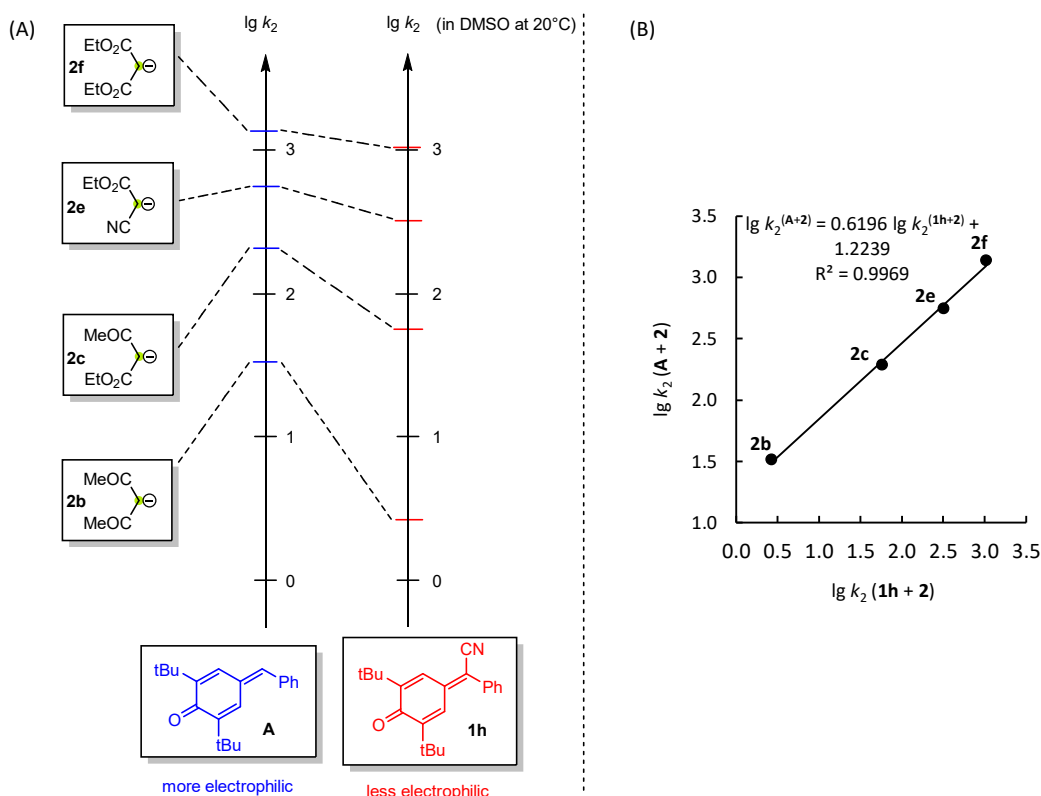 (A)
lg k2
lg k2 (in DMSO at 20°C)
EtO2C
2f
EtO2C
⊖
3
3
EtO2C
2e
NC
⊖
2
2
MeOC
2c
EtO2C
⊖
1
1
MeOC
2b
MeOC
⊖
0
0
tBu
Ph
O
tBu
A
more electrophilic
CN
tBu
Ph
O
tBu
1h
less electrophilic
(B)
lg k2(A+2) = 0.6196 lg k2(1h+2) +
1.2239
R² = 0.9969
2f
2e
2c
2b
lg k2 (A + 2)
3.5
3.0
2.5
2.0
1.5
1.0
0.0 0.5 1.0 1.5 2.0 2.5 3.0 3.5
lg k2 (1h + 2)